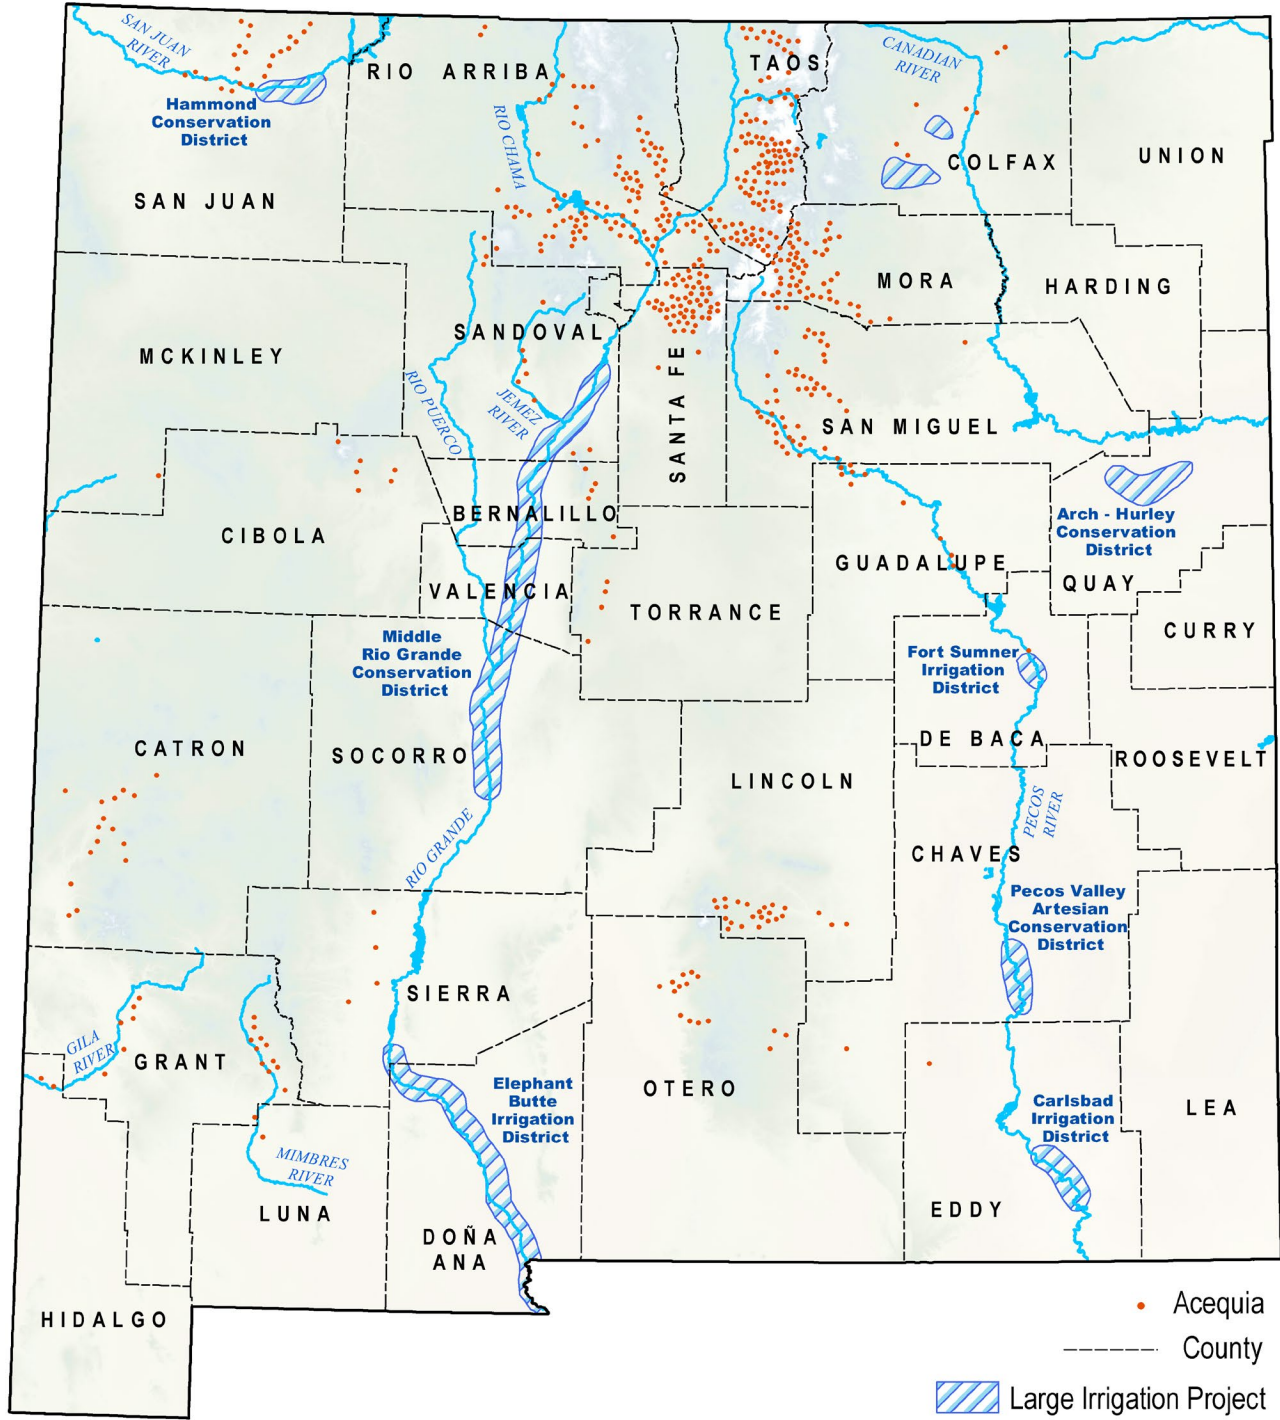 SAN JUAN
RIVER
RIO ARRIBA
TAOS
CANADIAN
RIVER
Hammond
Conservation
District
RIO CHAMA
COLFAX
UNION
SAN JUAN
MORA
HARDING
SANDOVAL
MCKINLEY
SANTA FE
RIO PUERCO
JEMEZ
RIVER
SAN MIGUEL
BERNALILLO
Arch - Hurley
Conservation
District
CIBOLA
GUADALUPE
QUAY
VALENCIA
TORRANCE
CURRY
Middle
Rio Grande
Conservation
District
Fort Sumner
Irrigation
District
DE BACA
CATRON
SOCORRO
LINCOLN
ROOSEVELT
PECOS
RIVER
RIO GRANDE
CHAVES
Pecos Valley
Artesian
Conservation
District
SIERRA
GILA
RIVER
GRANT
OTERO
Elephant
Butte
Irrigation
District
Carlsbad
Irrigation
District
LEA
MIMBRES
RIVER
LUNA
EDDY
DOÑA
ANA
HIDALGO
Acequia
County
Large Irrigation Project